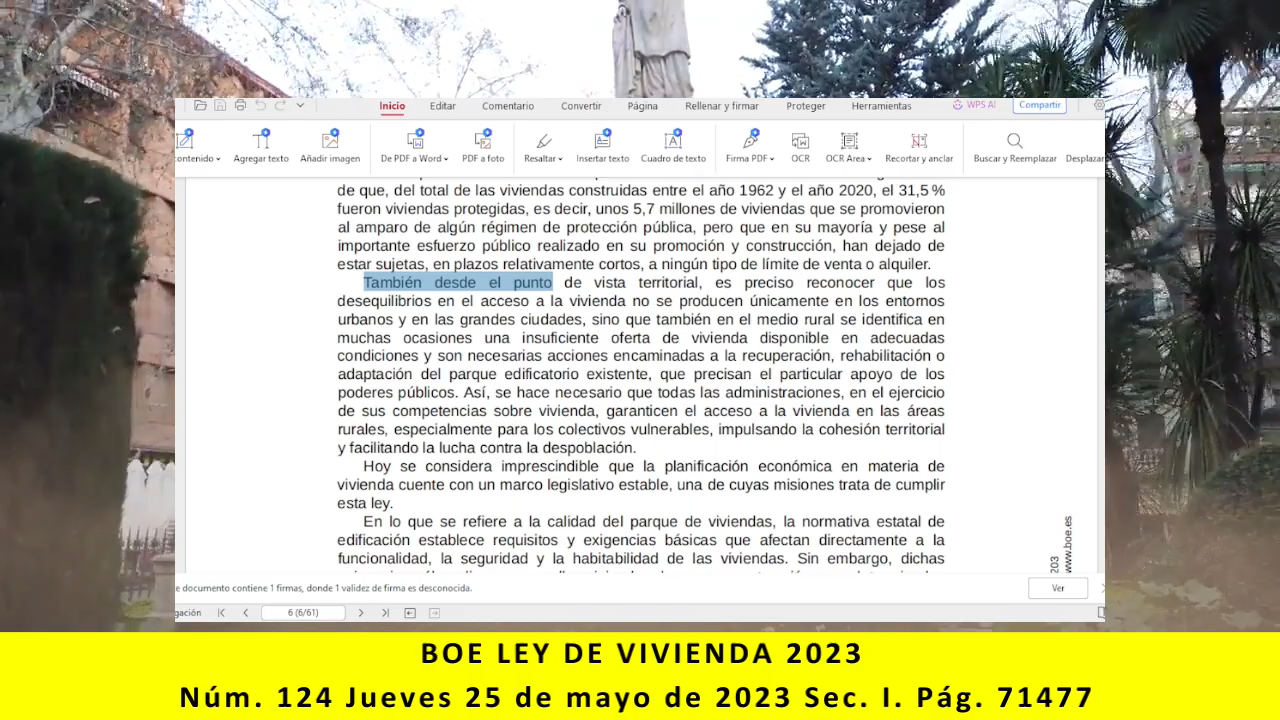 Inicio Editar Comentario Convertir Página Rellenar y firmar Proteger Herramientas WPS AI Compartir
contenido Agregar texto Añadir imagen De PDF a Word PDF a foto Resaltar Insertar texto Cuadro de texto Firma PDF OCR OCR Area Recortar y anclar Buscar y Reemplazar Desplazar
de que, del total de las viviendas construidas entre el año 1962 y el año 2020, el 31,5 %
fueron viviendas protegidas, es decir, unos 5,7 millones de viviendas que se promovieron
al amparo de algún régimen de protección pública, pero que en su mayoría y pese al
importante esfuerzo público realizado en su promoción y construcción, han dejado de
estar sujetas, en plazos relativamente cortos, a ningún tipo de límite de venta o alquiler.
También desde el punto de vista territorial, es preciso reconocer que los
desequilibrios en el acceso a la vivienda no se producen únicamente en los entornos
urbanos y en las grandes ciudades, sino que también en el medio rural se identifica en
muchas ocasiones una insuficiente oferta de vivienda disponible en adecuadas
condiciones y son necesarias acciones encaminadas a la recuperación, rehabilitación o
adaptación del parque edificatorio existente, que precisan el particular apoyo de los
poderes públicos. Así, se hace necesario que todas las administraciones, en el ejercicio
de sus competencias sobre vivienda, garanticen el acceso a la vivienda en las áreas
rurales, especialmente para los colectivos vulnerables, impulsando la cohesión territorial
y facilitando la lucha contra la despoblación.
Hoy se considera imprescindible que la planificación económica en materia de
vivienda cuente con un marco legislativo estable, una de cuyas misiones trata de cumplir
esta ley.
En lo que se refiere a la calidad del parque de viviendas, la normativa estatal de
edificación establece requisitos y exigencias básicas que afectan directamente a la
funcionalidad, la seguridad y la habitabilidad de las viviendas. Sin embargo, dichas
www.boe.es
e documento contiene 1 firmas, donde 1 validez de firma es desconocida. Ver
gación 6 (6/61)
BOE LEY DE VIVIENDA 2023
Núm. 124 Jueves 25 de mayo de 2023 Sec. I. Pág. 71477